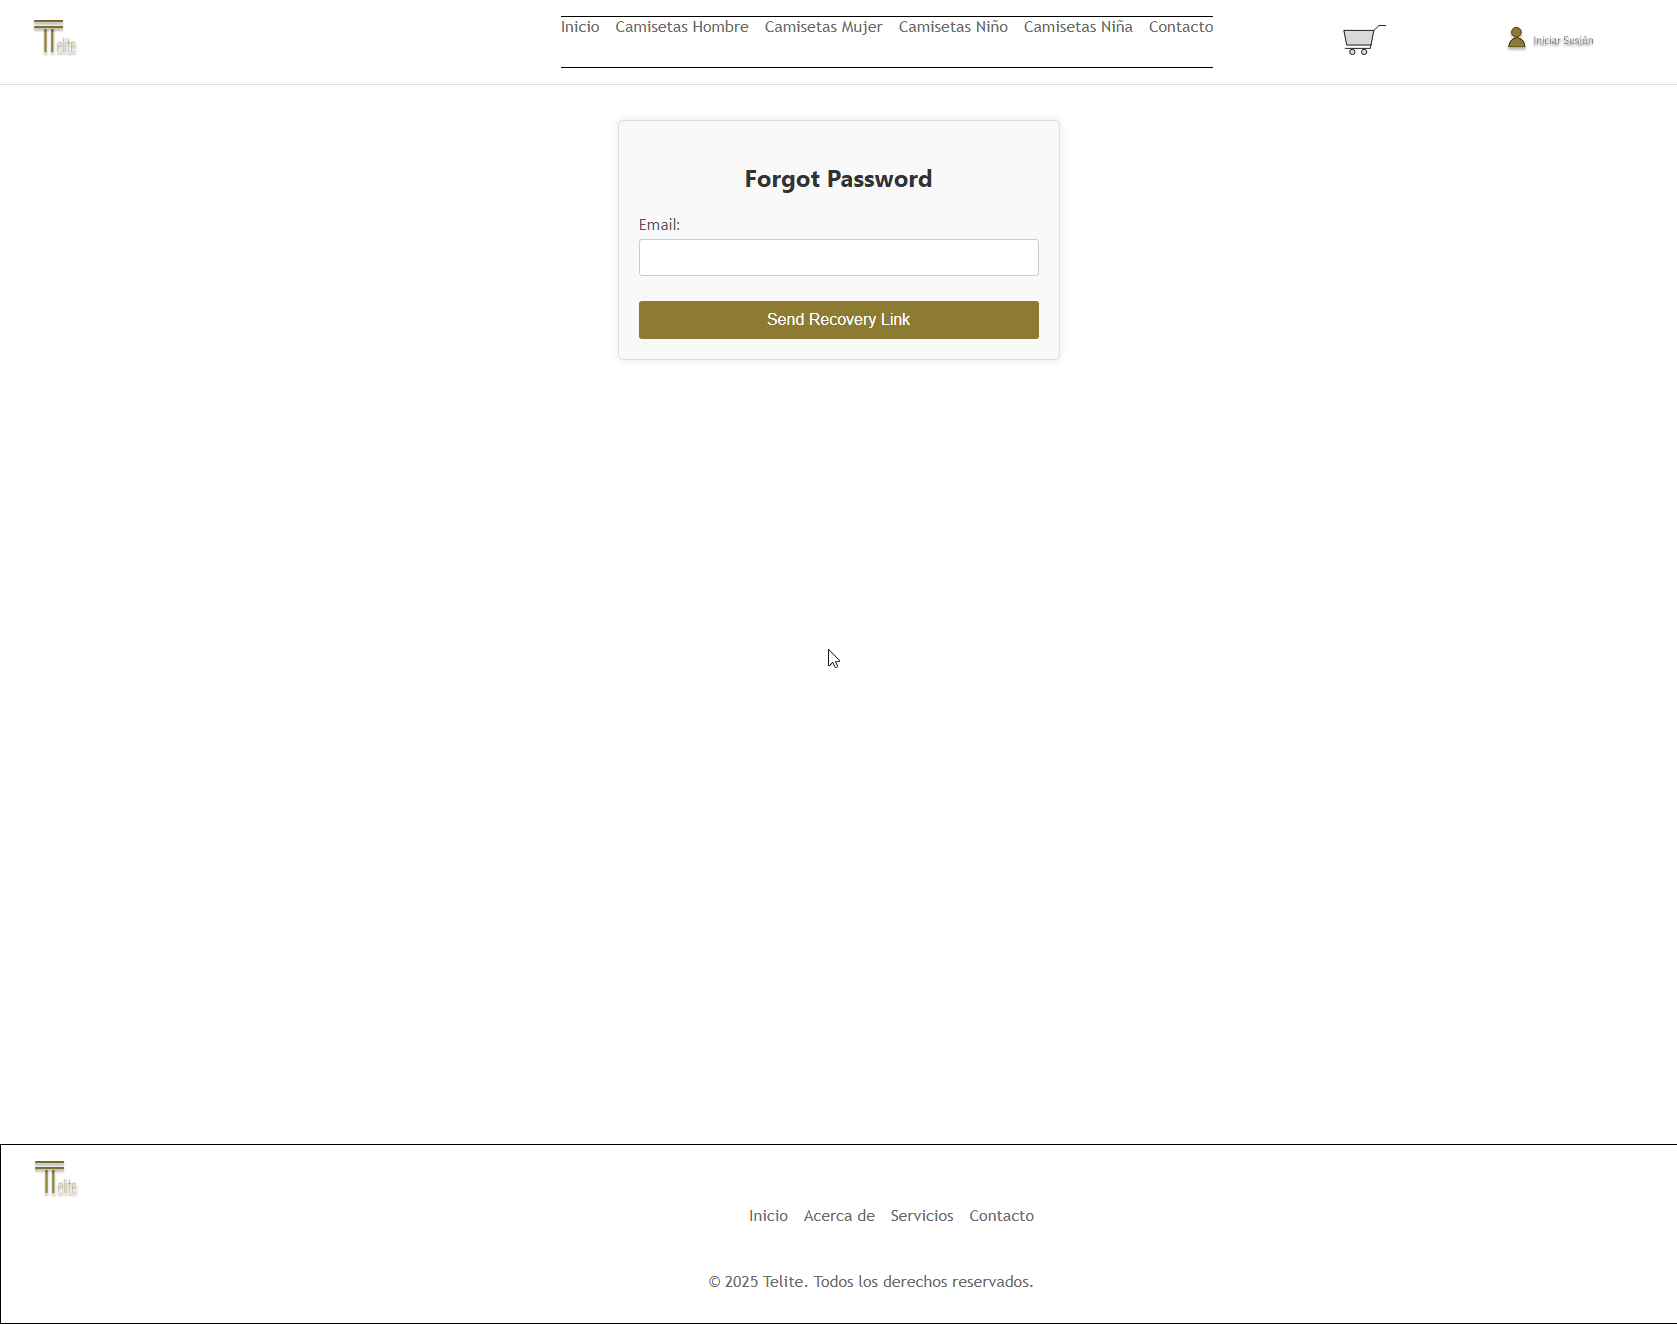 Telite
Inicio Camisetas Hombre Camisetas Mujer Camisetas Niño Camisetas Niña Contacto
Iniciar Sesión
Forgot Password
Email:
Send Recovery Link
Telite
Inicio Acerca de Servicios Contacto
© 2025 Telite. Todos los derechos reservados.